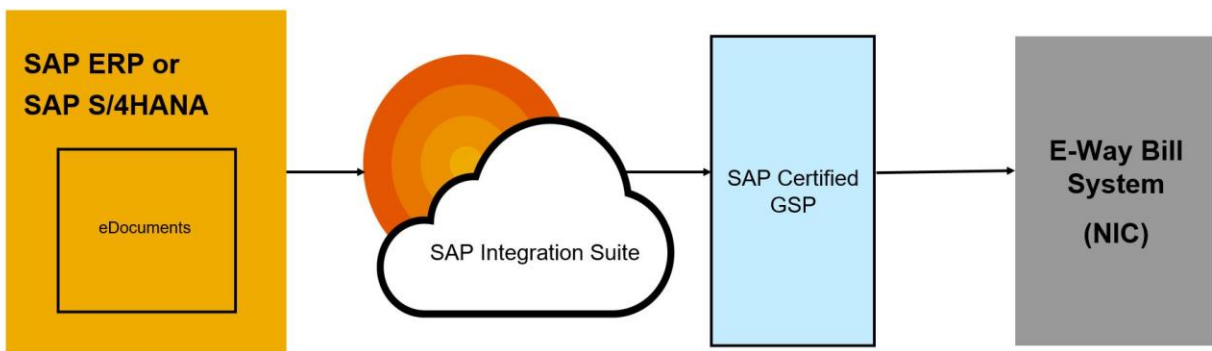 SAP ERP or
SAP S/4HANA
eDocuments
SAP Integration Suite
SAP Certified
GSP
E-Way Bill
System
(NIC)